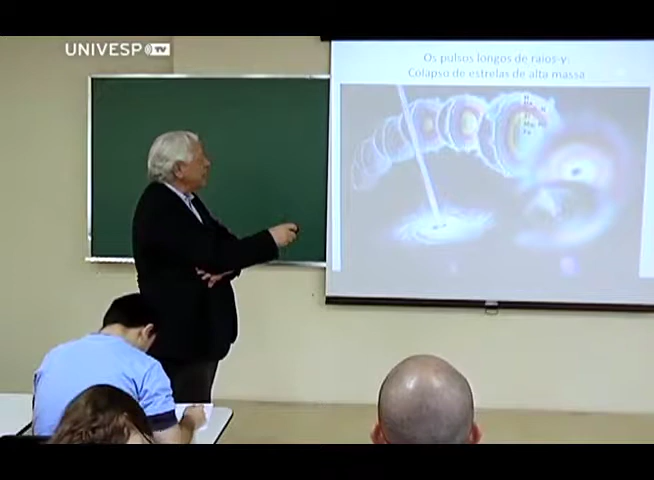 UNIVESP TV
Os pulsos longos de raios-γ:
Colapso de estrelas de alta massa